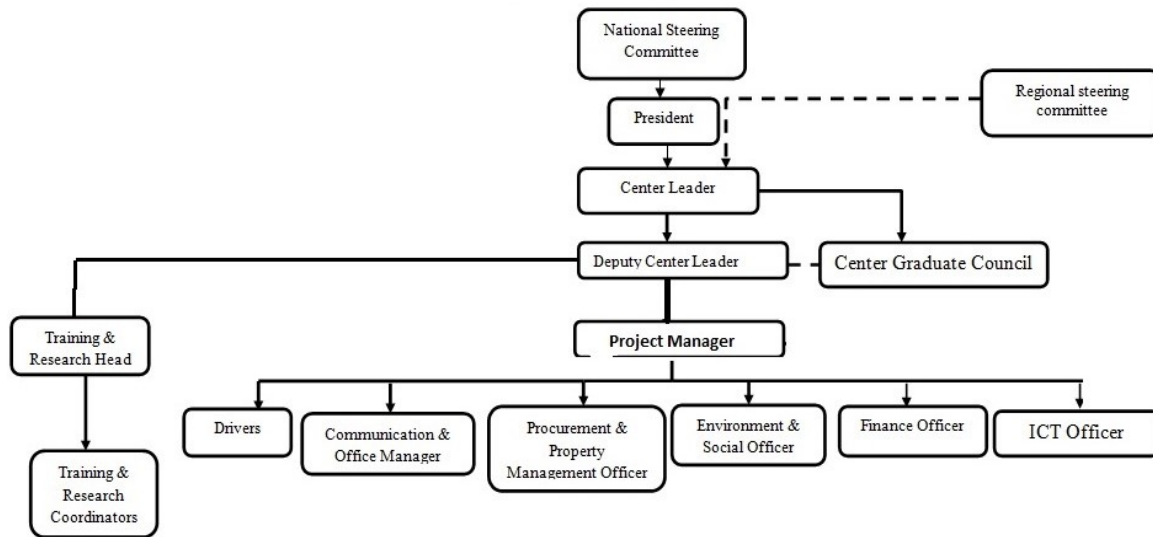 National Steering
Committee
Regional steering
committee
President
Center Leader
Deputy Center Leader
Center Graduate Council
Training &
Research Head
Project Manager
Drivers
Communication &
Office Manager
Procurement &
Property
Management Officer
Environment &
Social Officer
Finance Officer
ICT Officer
Training &
Research
Coordinators